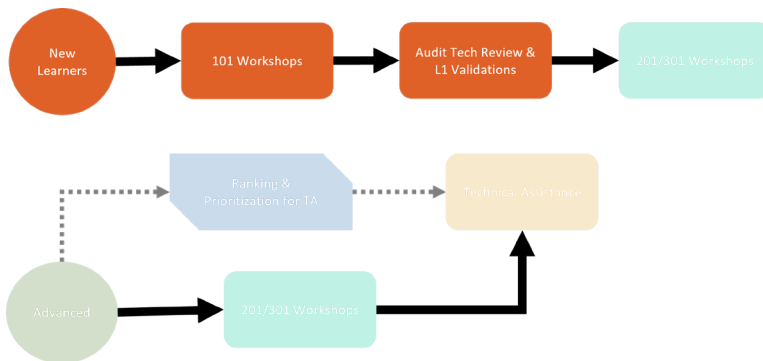 New
Learners
101 Workshops
Audit Tech Review &
L1 Validations
201/301 Workshops
Ranking &
Prioritization for TA
Technical Assistance
Advanced
201/301 Workshops